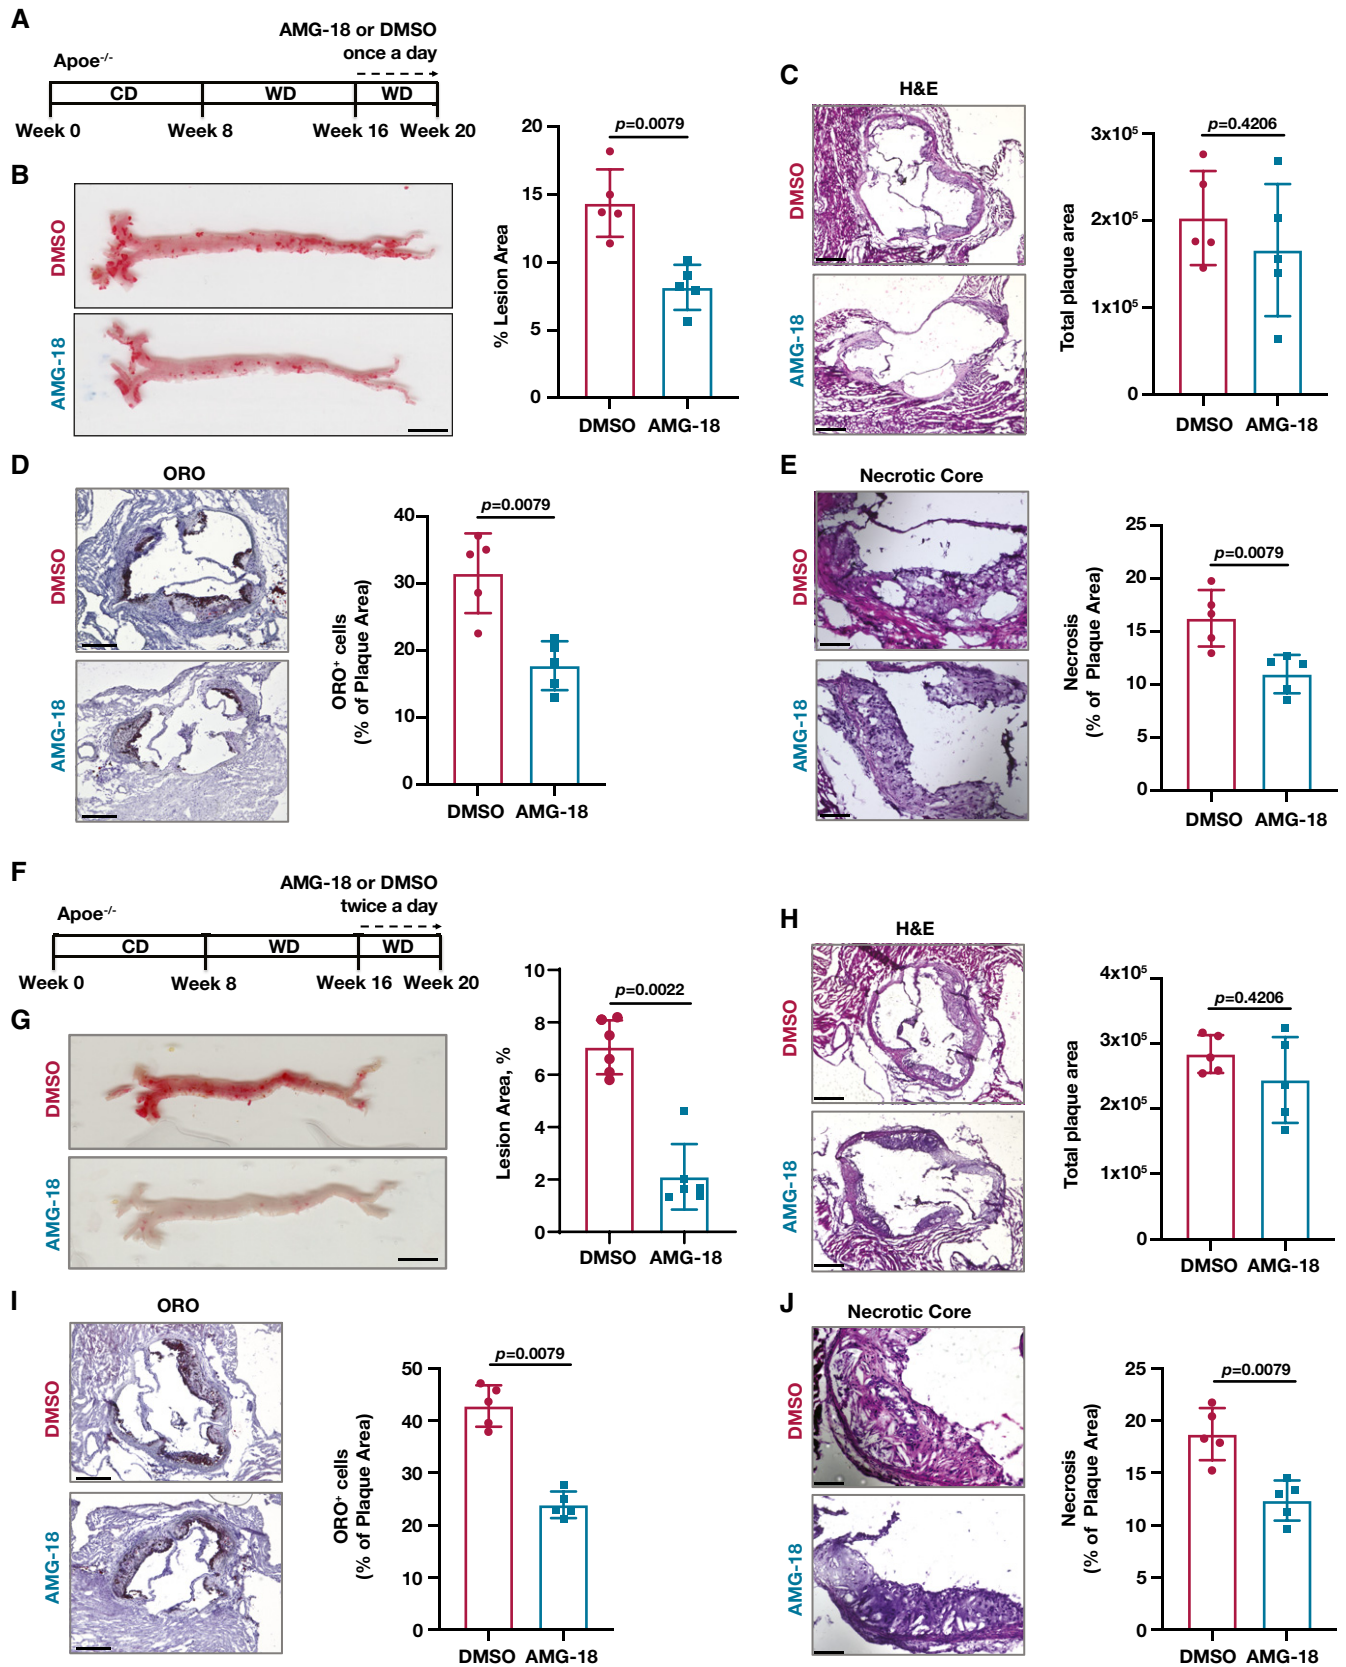 A
AMG-18 or DMSO
once a day
Apoe-/-
CD
WD
WD
Week 0
Week 8
Week 16
Week 20
B
DMSO
AMG-18
% Lesion Area
20
15
10
5
0
p=0.0079
DMSO
AMG-18
C
H&E
DMSO
AMG-18
Total plaque area
3x10⁵
2x10⁵
1x10⁵
0
p=0.4206
DMSO
AMG-18
D
ORO
DMSO
AMG-18
ORO⁺ cells
(% of Plaque Area)
40
30
20
10
0
p=0.0079
DMSO
AMG-18
E
Necrotic Core
DMSO
AMG-18
Necrosis
(% of Plaque Area)
25
20
15
10
5
0
p=0.0079
DMSO
AMG-18
F
AMG-18 or DMSO
twice a day
Apoe-/-
CD
WD
WD
Week 0
Week 8
Week 16
Week 20
G
DMSO
AMG-18
Lesion Area, %
10
8
6
4
2
0
p=0.0022
DMSO
AMG-18
H
H&E
DMSO
AMG-18
Total plaque area
4x10⁵
3x10⁵
2x10⁵
1x10⁵
0
p=0.4206
DMSO
AMG-18
I
ORO
DMSO
AMG-18
ORO⁺ cells
(% of Plaque Area)
50
40
30
20
10
0
p=0.0079
DMSO
AMG-18
J
Necrotic Core
DMSO
AMG-18
Necrosis
(% of Plaque Area)
25
20
15
10
5
0
p=0.0079
DMSO
AMG-18